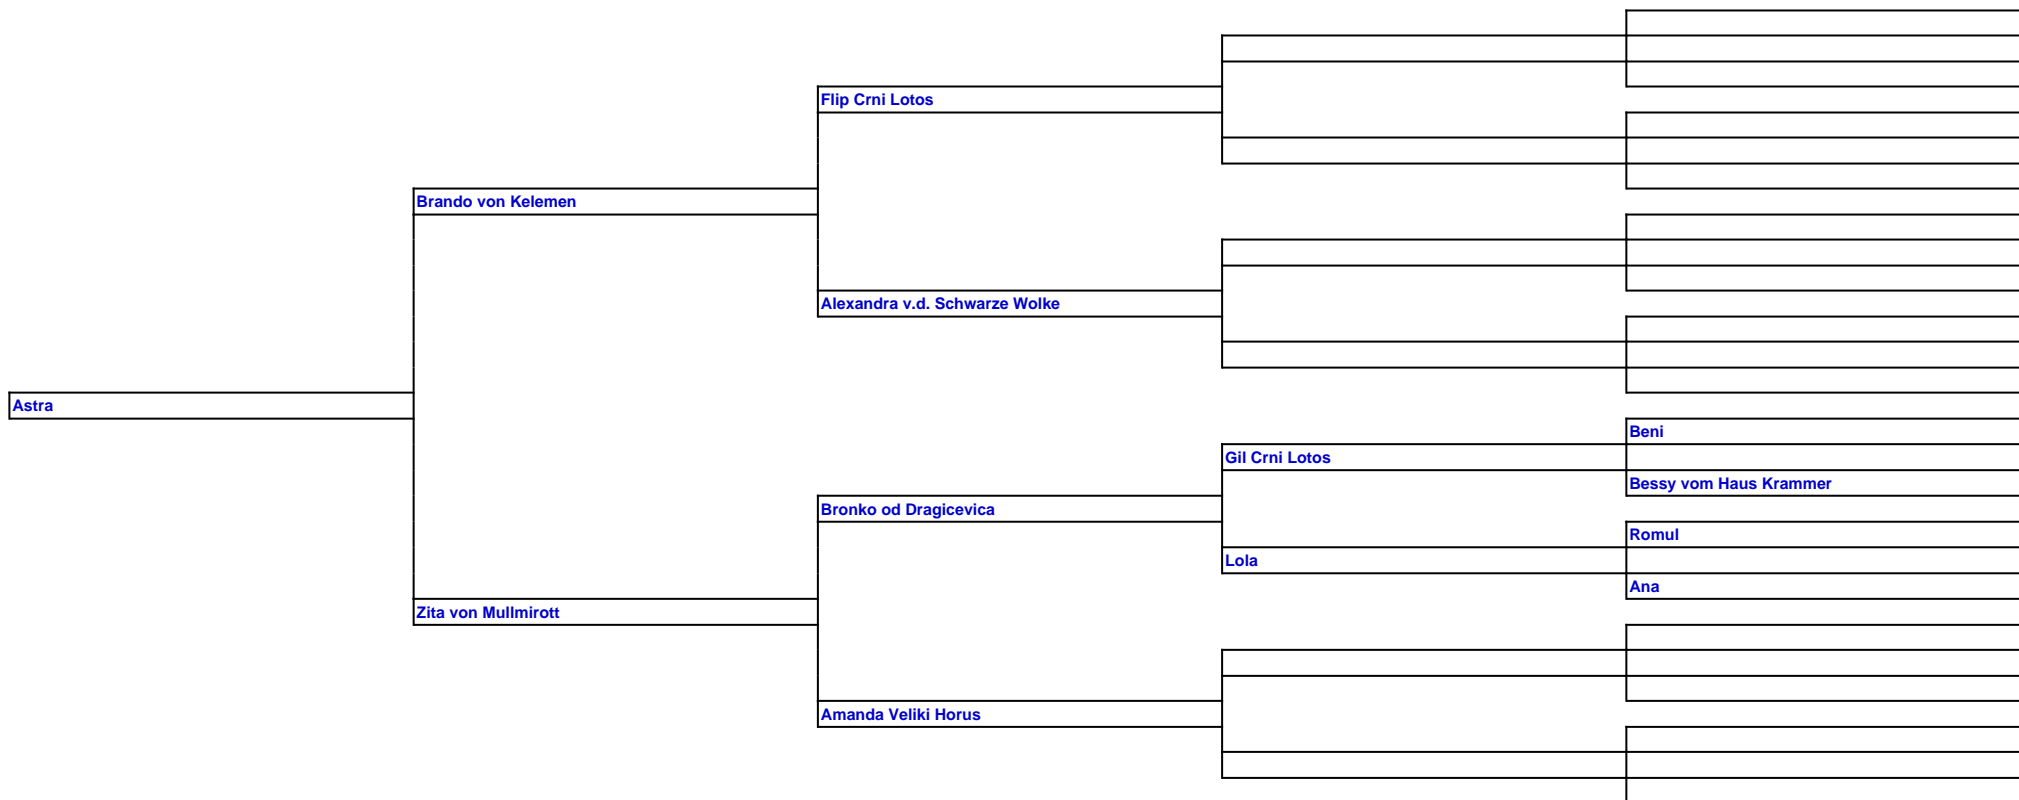 Flip Crni Lotos
Brando von Kelemen
Alexandra v.d. Schwarze Wolke
Astra
Beni
Gil Crni Lotos
Bessy vom Haus Krammer
Bronko od Dragicevica
Romul
Lola
Ana
Zita von Mullmirott
Amanda Veliki Horus